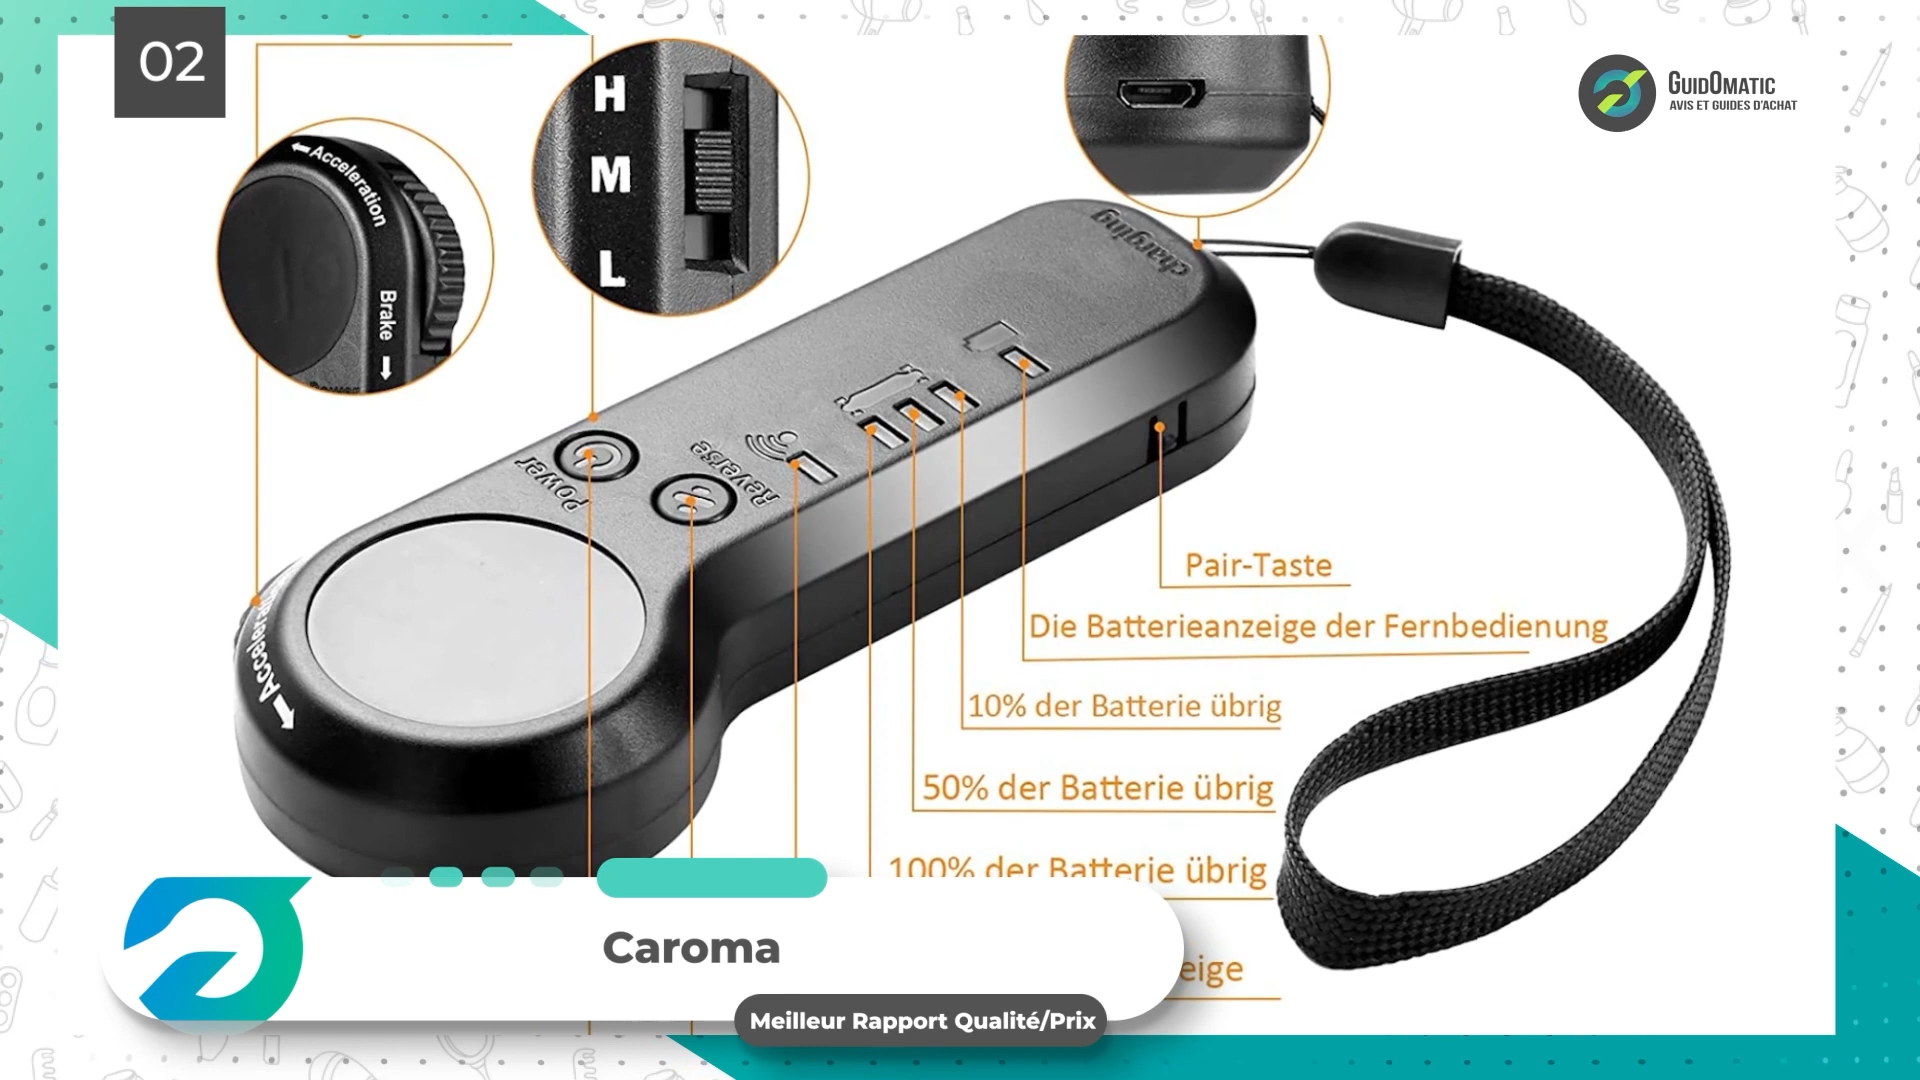 02
GUIDOMATIC
AVIS ET GUIDES D'ACHAT
H
M
L
Acceleration
Brake
charging
Power
Reverse
Pair-Taste
Die Batterieanzeige der Fernbedienung
10% der Batterie übrig
50% der Batterie übrig
100% der Batterie übrig
Caroma
Meilleur Rapport Qualité/Prix